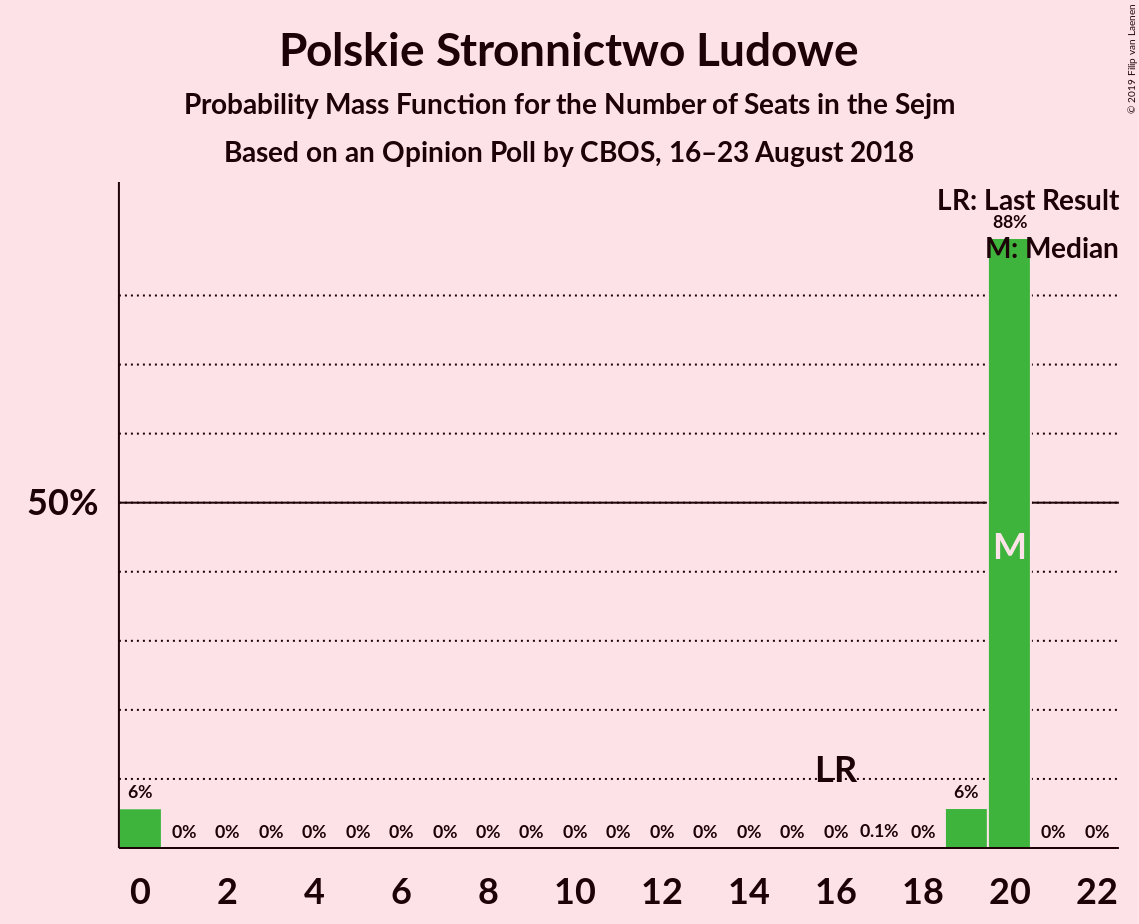 Polskie Stronnictwo Ludowe
Probability Mass Function for the Number of Seats in the Sejm
Based on an Opinion Poll by CBOS, 16–23 August 2018
© 2019 Filip van Laenen
LR: Last Result
88%
M: Median
50%
M
LR
6% 6%
0% 0% 0% 0% 0% 0% 0% 0% 0% 0% 0% 0% 0% 0% 0% 0% 0.1% 0% 0% 0%
0 2 4 6 8 10 12 14 16 18 20 22